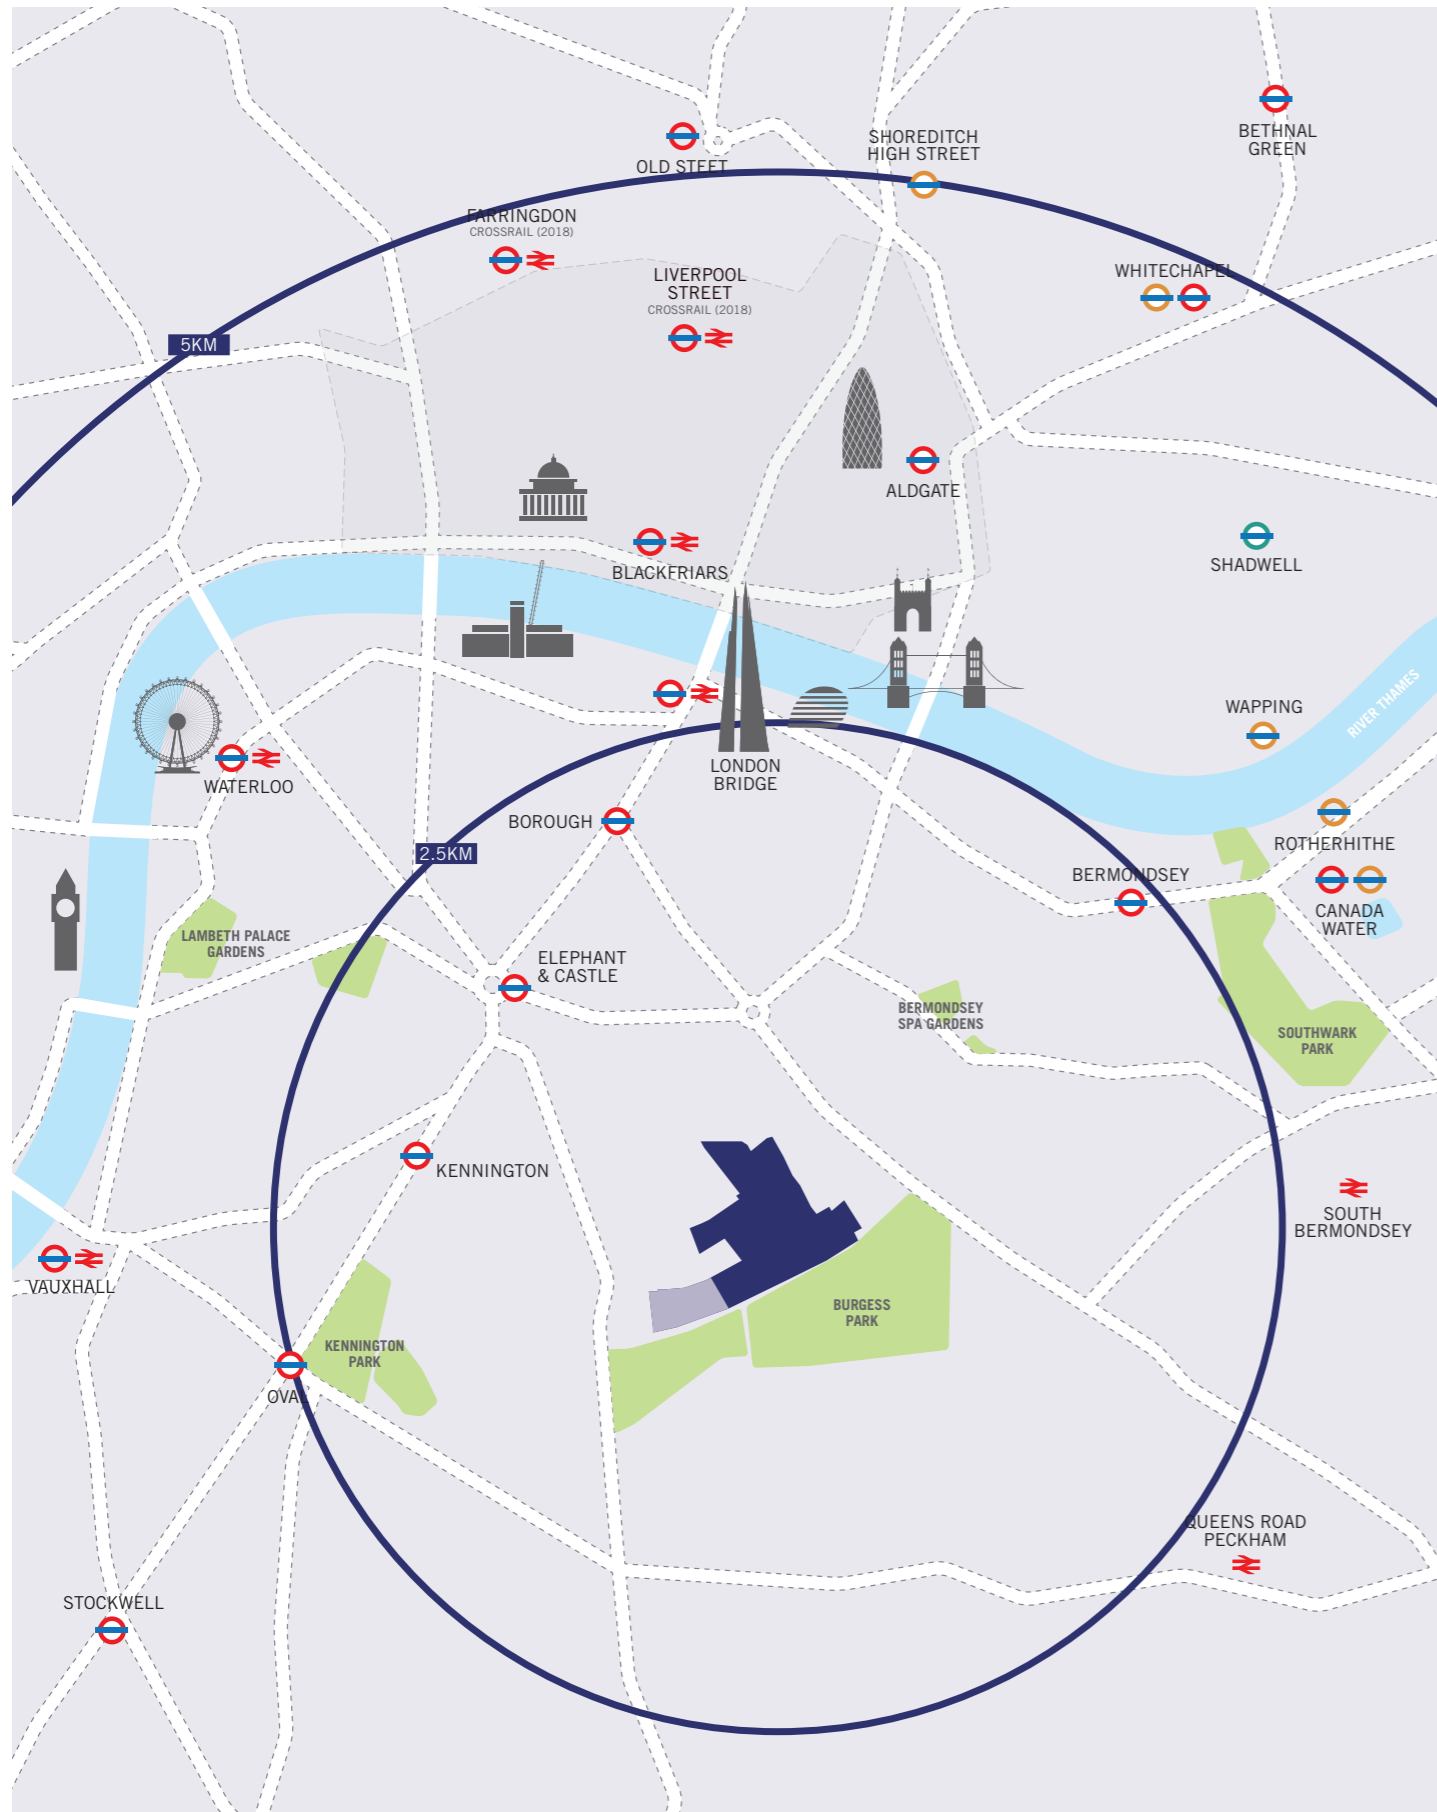 BETHNAL
GREEN
SHOREDITCH
HIGH STREET
OLD STEET
FARRINGDON
CROSSRAIL (2018)
LIVERPOOL
STREET
CROSSRAIL (2018)
WHITECHAPEL
5KM
ALDGATE
BLACKFRIARS
SHADWELL
RIVER THAMES
WAPPING
WATERLOO
LONDON
BRIDGE
BOROUGH
2.5KM
ROTHERHITHE
BERMONDSEY
CANADA
WATER
LAMBETH PALACE
GARDENS
ELEPHANT
& CASTLE
BERMONDSEY
SPA GARDENS
SOUTHWARK
PARK
KENNINGTON
SOUTH
BERMONDSEY
VAUXHALL
BURGESS
PARK
KENNINGTON
PARK
OVAL
QUEENS ROAD
PECKHAM
STOCKWELL